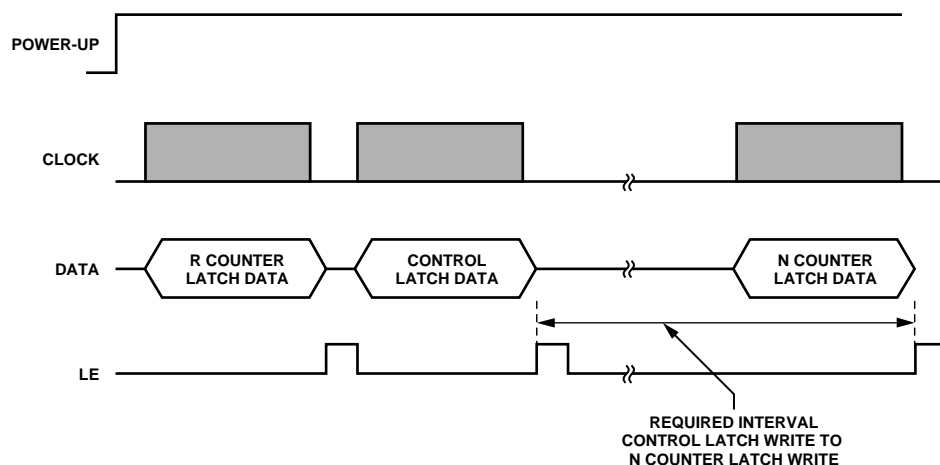 POWER-UP
CLOCK
DATA
R COUNTER
LATCH DATA
CONTROL
LATCH DATA
N COUNTER
LATCH DATA
LE
REQUIRED INTERVAL
CONTROL LATCH WRITE TO
N COUNTER LATCH WRITE